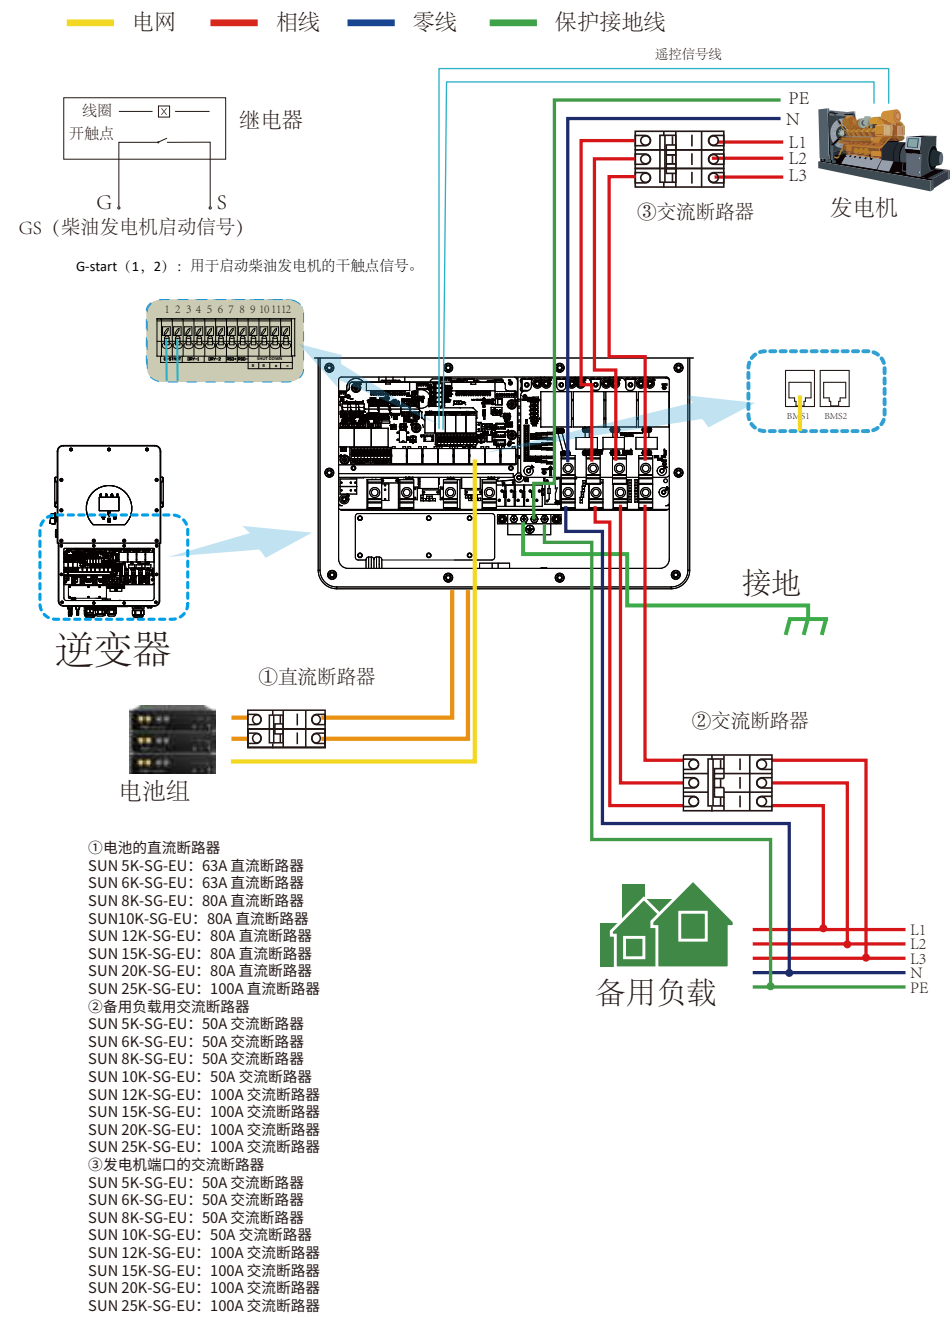 电网 相线 零线 保护接地线
遥控信号线
线圈 X
开触点
继电器
G S
GS（柴油发电机启动信号）
PE
N
L1
L2
L3
③交流断路器
发电机
G-start（1，2）：用于启动柴油发电机的干触点信号。
1 2 3 4 5 6 7 8 9 10 11 12
BMS1 BMS2
逆变器
接地
①直流断路器
②交流断路器
电池组
①电池的直流断路器
SUN 5K-SG-EU：63A 直流断路器
SUN 6K-SG-EU：63A 直流断路器
SUN 8K-SG-EU：80A 直流断路器
SUN10K-SG-EU：80A 直流断路器
SUN 12K-SG-EU：80A 直流断路器
SUN 15K-SG-EU：80A 直流断路器
SUN 20K-SG-EU：80A 直流断路器
SUN 25K-SG-EU：100A 直流断路器
②备用负载用交流断路器
SUN 5K-SG-EU：50A 交流断路器
SUN 6K-SG-EU：50A 交流断路器
SUN 8K-SG-EU：50A 交流断路器
SUN 10K-SG-EU：50A 交流断路器
SUN 12K-SG-EU：100A 交流断路器
SUN 15K-SG-EU：100A 交流断路器
SUN 20K-SG-EU：100A 交流断路器
SUN 25K-SG-EU：100A 交流断路器
③发电机端口的交流断路器
SUN 5K-SG-EU：50A 交流断路器
SUN 6K-SG-EU：50A 交流断路器
SUN 8K-SG-EU：50A 交流断路器
SUN 10K-SG-EU：50A 交流断路器
SUN 12K-SG-EU：100A 交流断路器
SUN 15K-SG-EU：100A 交流断路器
SUN 20K-SG-EU：100A 交流断路器
SUN 25K-SG-EU：100A 交流断路器
备用负载
L1
L2
L3
N
PE